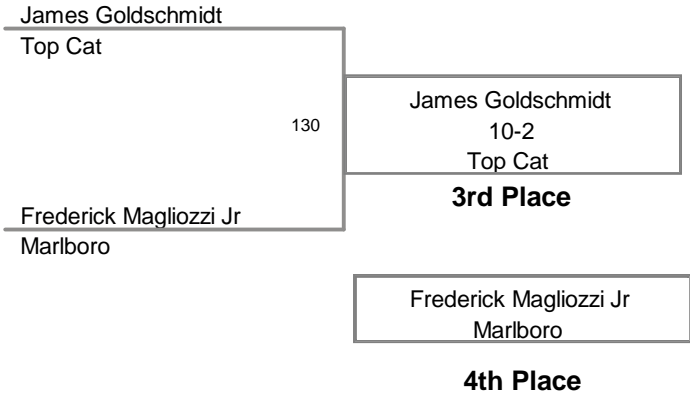 James Goldschmidt
Top Cat
130
James Goldschmidt
10-2
Top Cat
3rd Place
Frederick Magliozzi Jr
Marlboro
Frederick Magliozzi Jr
Marlboro
4th Place